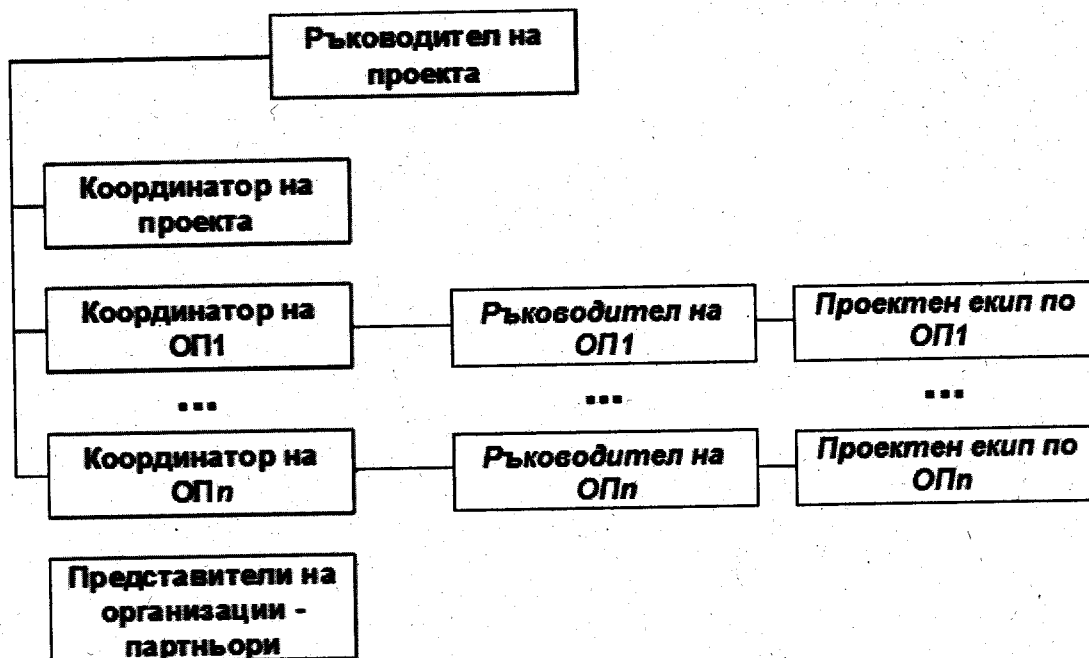 Ръководител на
проекта
Координатор на
проекта
Координатор на
ОП1
Ръководител на
ОП1
Проектен екип по
ОП1
...
...
...
Координатор на
ОПn
Ръководител на
ОПn
Проектен екип по
ОПn
Представители на
организации -
партньори